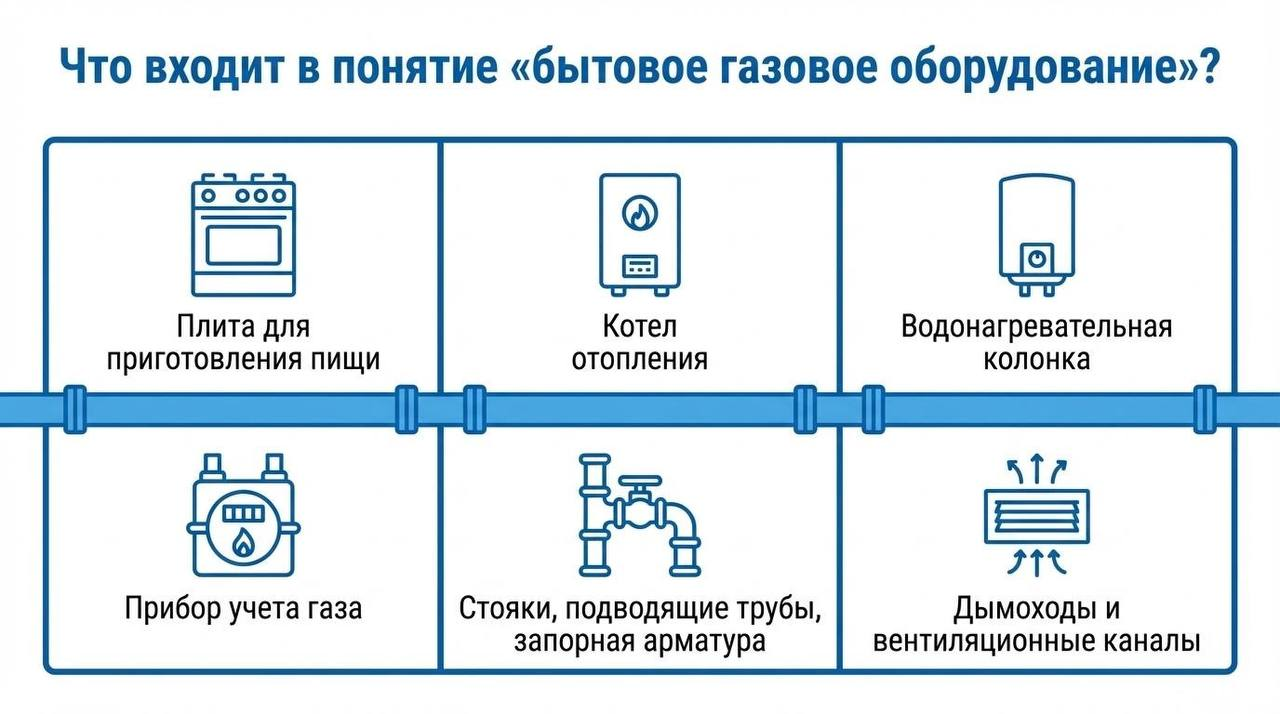 Что входит в понятие «бытовое газовое оборудование»?
Плита для
приготовления пищи
Котел
отопления
Водонагревательная
колонка
Прибор учета газа
Стояки, подводящие трубы,
запорная арматура
Дымоходы и
вентиляционные каналы